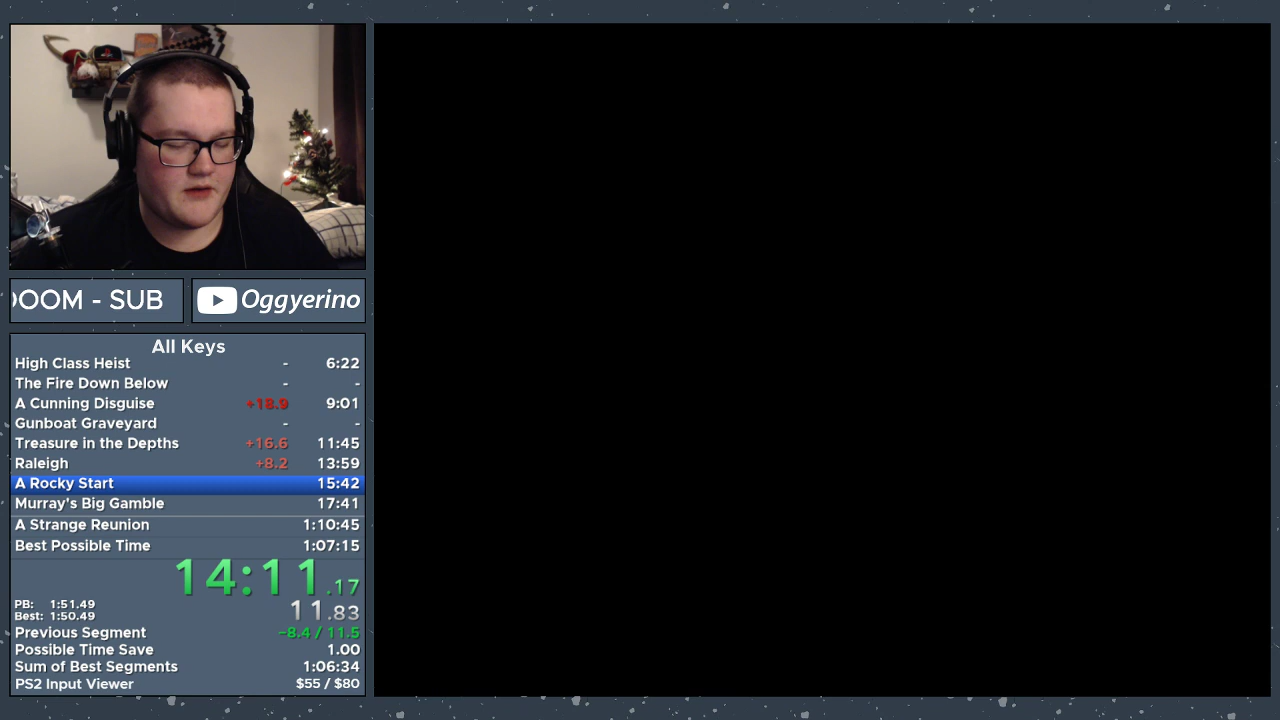 OOM - SUB
Oggyerino
All Keys
High Class Heist - 6:22
The Fire Down Below - -
A Cunning Disguise +18.9 9:01
Gunboat Graveyard - -
Treasure in the Depths +16.6 11:45
Raleigh +8.2 13:59
A Rocky Start 15:42
Murray's Big Gamble 17:41
A Strange Reunion 1:10:45
Best Possible Time 1:07:15
14:11.17
PB: 1:51.49
Best: 1:50.49
11.83
Previous Segment -8.4 / 11.5
Possible Time Save 1.00
Sum of Best Segments 1:06:34
PS2 Input Viewer $55 / $80